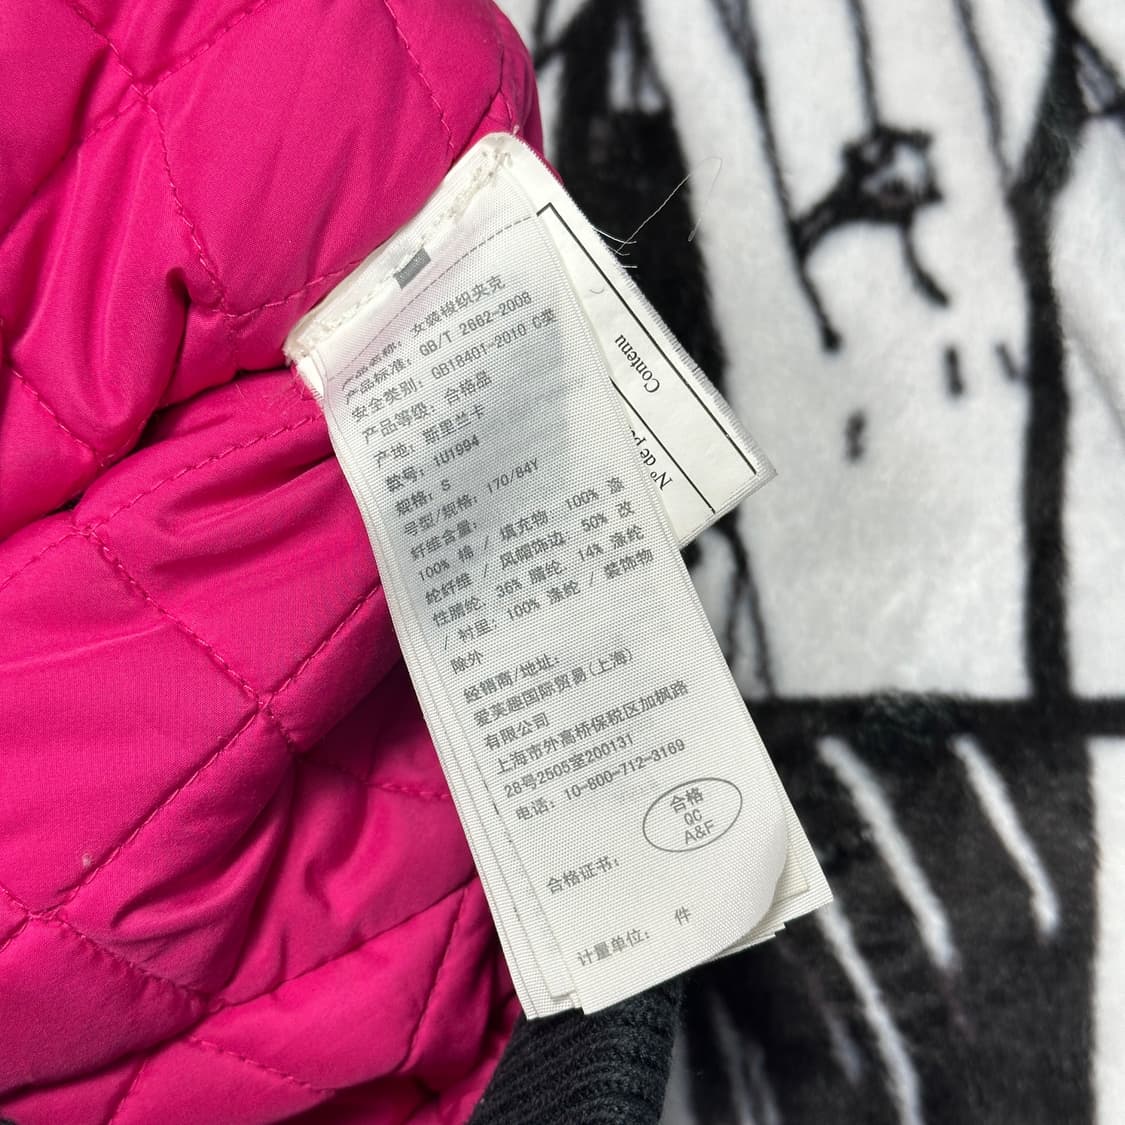 产品名称: 女装梭织夹克
产品标准: GB/T 2662-2008
安全类别: GB18401-2010 C类
产品等级: 合格品
产地: 斯里兰卡
款号: 1U1994
规格: S
号型/规格: 170/84Y
纤维含量:
100% 棉 / 填充物 100% 涤
纶纤维 / 风帽饰边 50% 改
性腈纶, 36% 腈纶 14% 涤纶
/ 衬里: 100% 涤纶 / 装饰物
除外
经销商/地址:
爱芙趣国际贸易(上海)
有限公司
上海市外高桥保税区加枫路
28号2505室200131
电话: 10-800-712-3169
合格
QC
A&F
合格证书:
计量单位: 件
Contenu
N° de